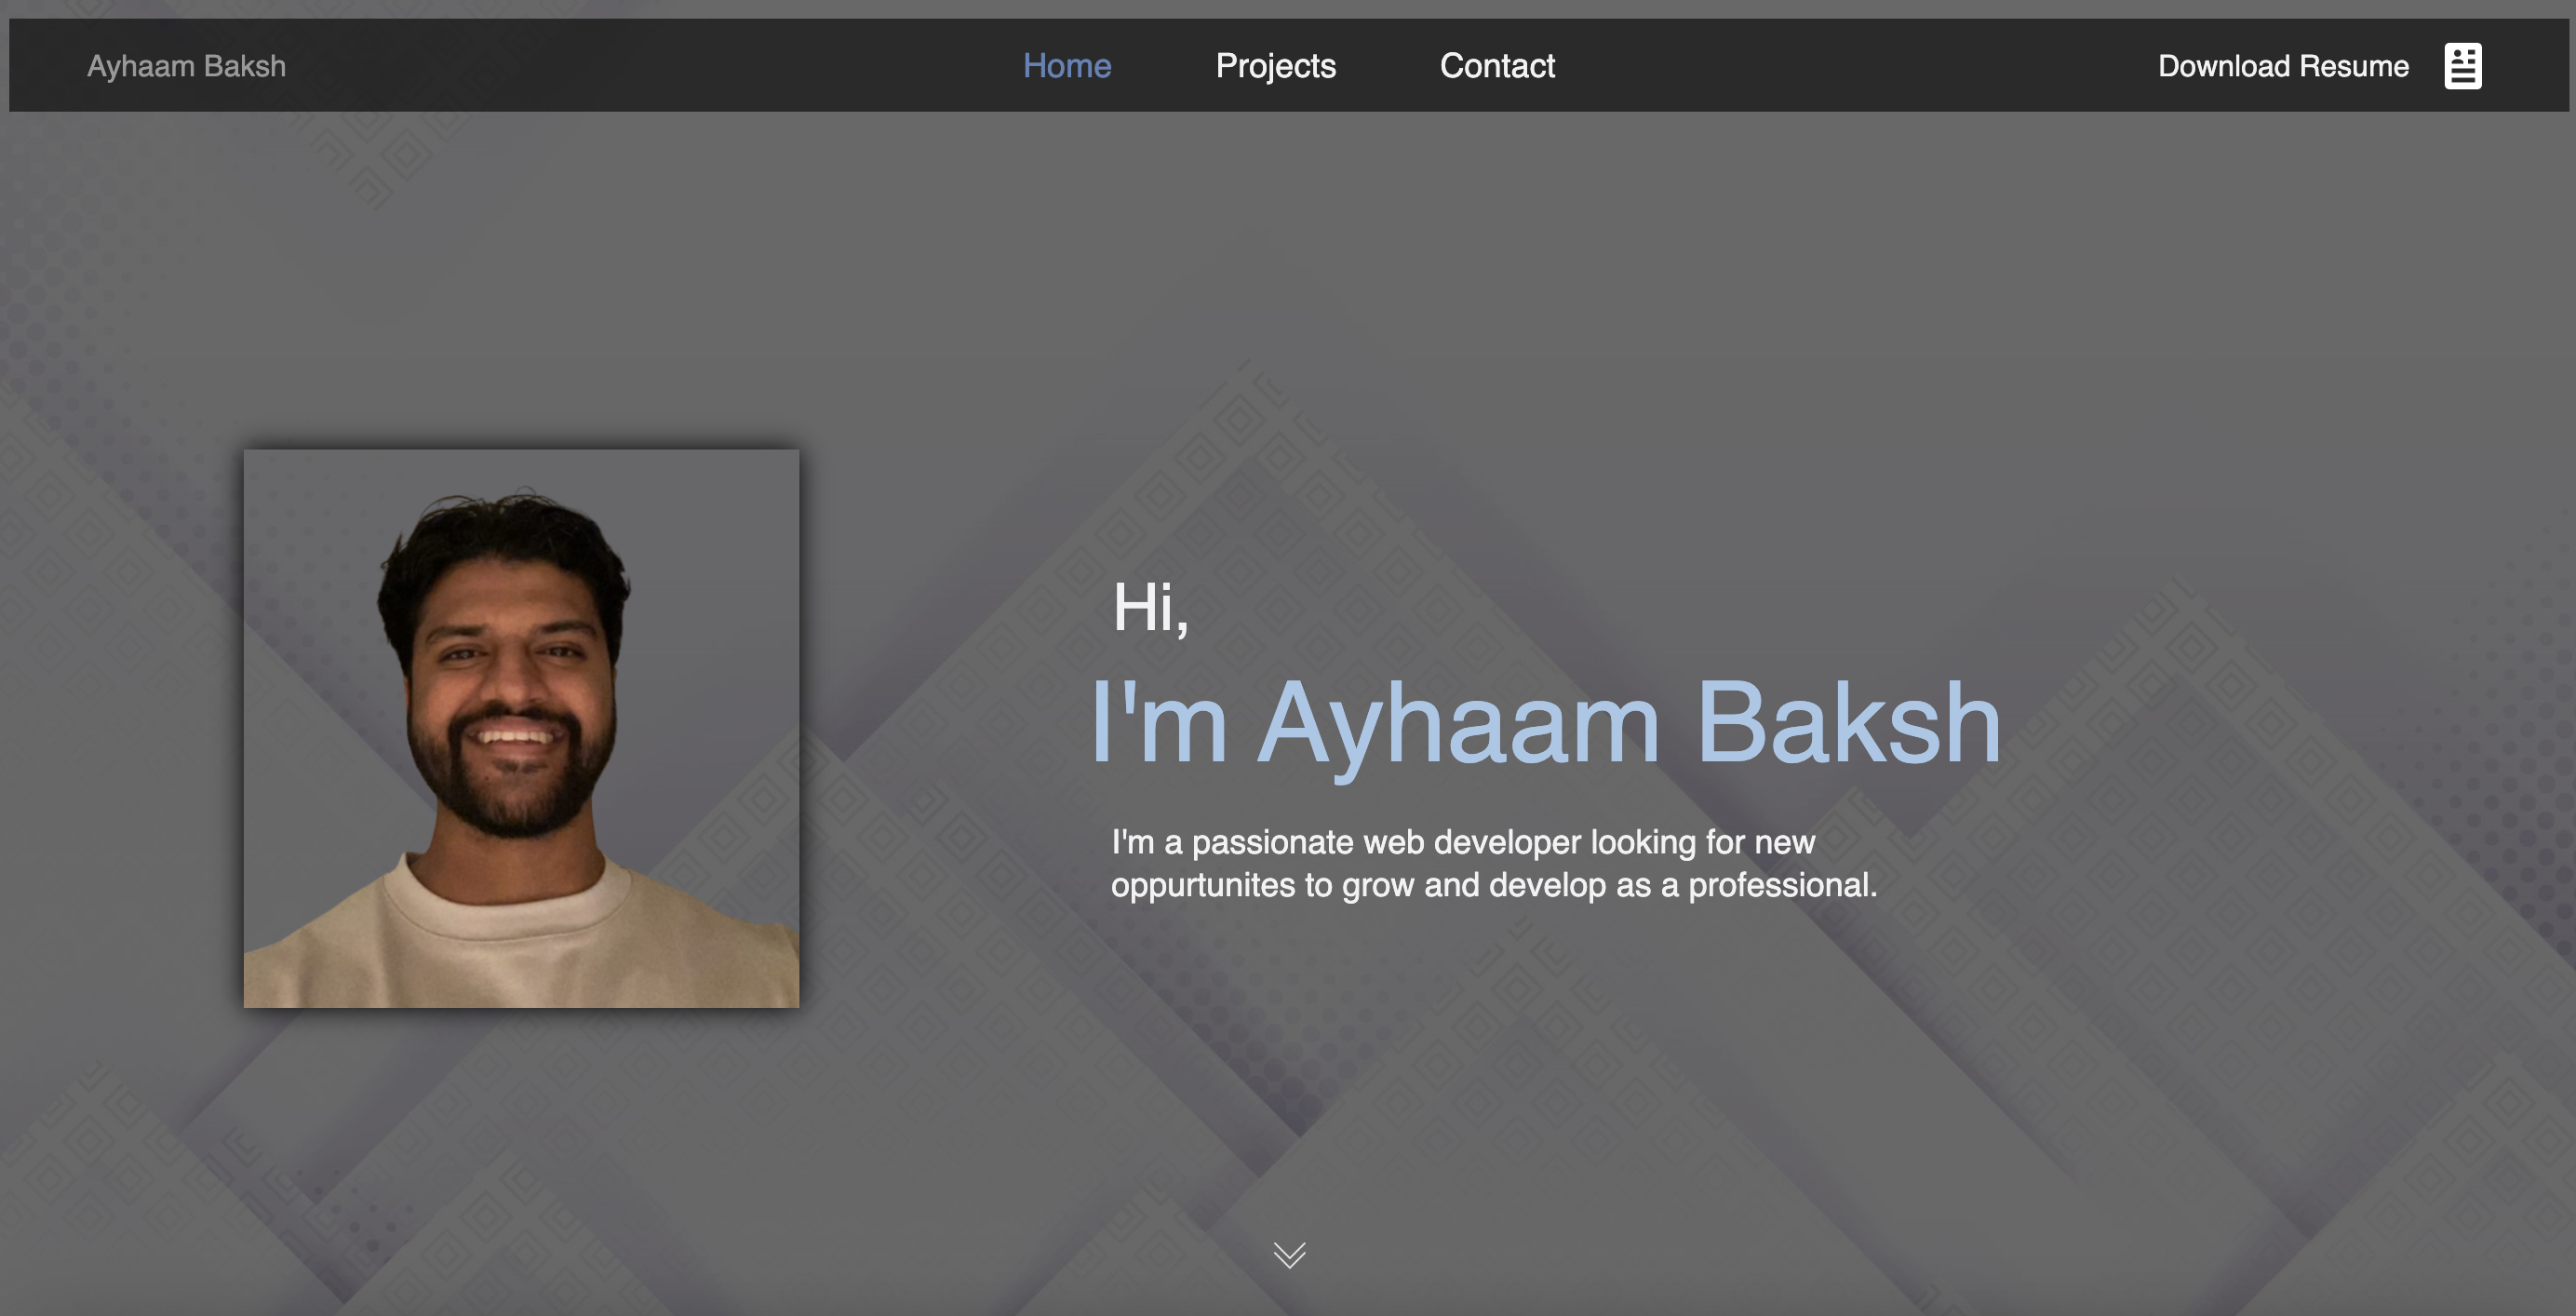 Ayhaam Baksh
Home
Projects
Contact
Download Resume
Hi,
I'm Ayhaam Baksh
I'm a passionate web developer looking for new
oppurtunites to grow and develop as a professional.